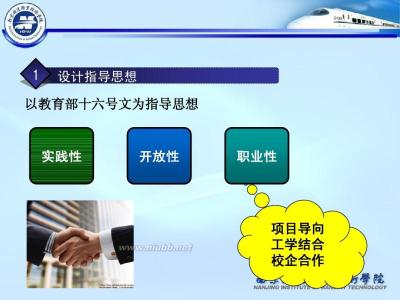 1 设计指导思想
以教育部十六号文为指导思想
实践性
开放性
职业性
项目导向
工学结合
校企合作
www.niubb.net
NANJING INSTITUTE OF TECHNOLOGY